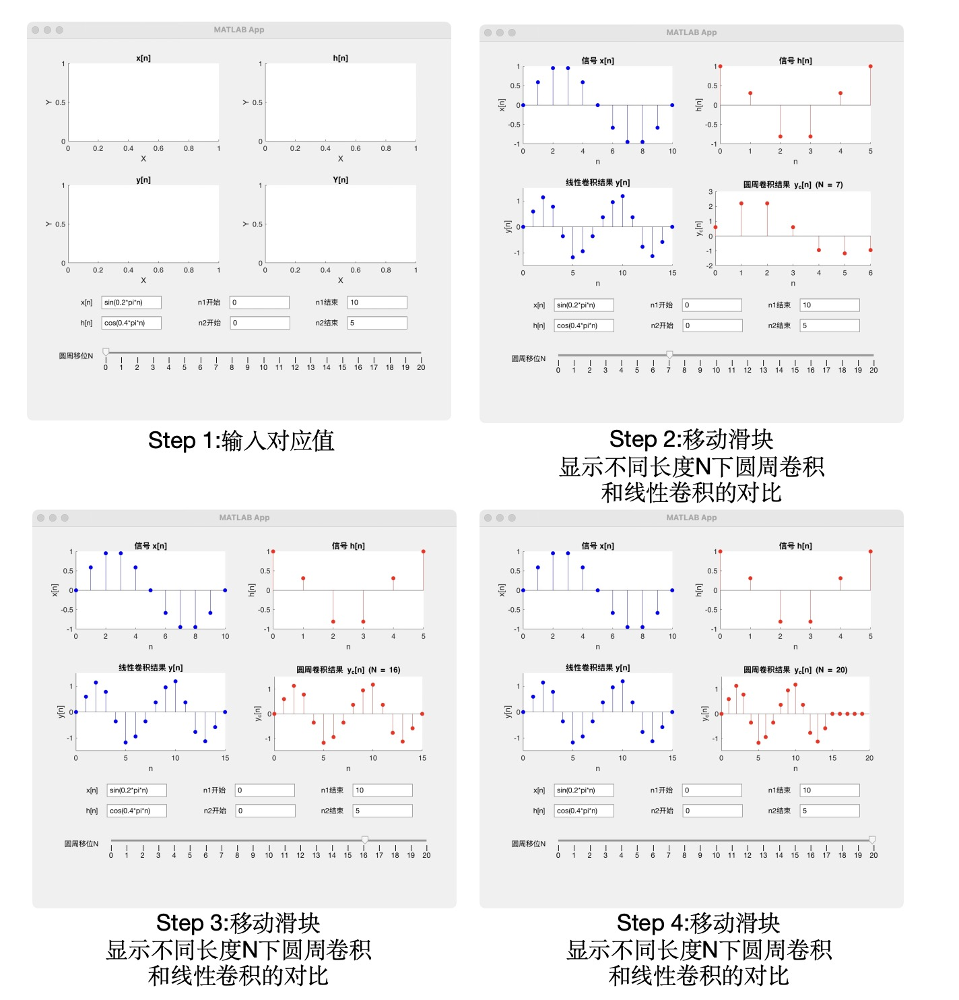 MATLAB App
x[n]
h[n]
1
0.5
0
Y
0 0.2 0.4 0.6 0.8 1
X
1
0.5
0
Y
0 0.2 0.4 0.6 0.8 1
X
y[n]
Y[n]
1
0.5
0
Y
0 0.2 0.4 0.6 0.8 1
X
1
0.5
0
Y
0 0.2 0.4 0.6 0.8 1
X
x[n] sin(0.2*pi*n) n1开始 0 n1结束 10
h[n] cos(0.4*pi*n) n2开始 0 n2结束 5
圆周移位N
0 1 2 3 4 5 6 7 8 9 10 11 12 13 14 15 16 17 18 19 20
Step 1:输入对应值
MATLAB App
信号 x[n]
1
0.5
0
-0.5
-1
x[n]
0 2 4 6 8 10
n
信号 h[n]
1
0.5
0
-0.5
-1
h[n]
0 1 2 3 4 5
n
线性卷积结果 y[n]
1
0
-1
y[n]
0 5 10 15
n
圆周卷积结果 yc[n] (N = 7)
3
2
1
0
-1
-2
yc[n]
0 1 2 3 4 5 6
n
x[n] sin(0.2*pi*n) n1开始 0 n1结束 10
h[n] cos(0.4*pi*n) n2开始 0 n2结束 5
圆周移位N
0 1 2 3 4 5 6 7 8 9 10 11 12 13 14 15 16 17 18 19 20
Step 2:移动滑块
显示不同长度N下圆周卷积
和线性卷积的对比
MATLAB App
信号 x[n]
1
0.5
0
-0.5
-1
x[n]
0 2 4 6 8 10
n
信号 h[n]
1
0.5
0
-0.5
-1
h[n]
0 1 2 3 4 5
n
线性卷积结果 y[n]
1
0
-1
y[n]
0 5 10 15
n
圆周卷积结果 yc[n] (N = 16)
1
0
-1
yc[n]
0 5 10 15
n
x[n] sin(0.2*pi*n) n1开始 0 n1结束 10
h[n] cos(0.4*pi*n) n2开始 0 n2结束 5
圆周移位N
0 1 2 3 4 5 6 7 8 9 10 11 12 13 14 15 16 17 18 19 20
Step 3:移动滑块
显示不同长度N下圆周卷积
和线性卷积的对比
MATLAB App
信号 x[n]
1
0.5
0
-0.5
-1
x[n]
0 2 4 6 8 10
n
信号 h[n]
1
0.5
0
-0.5
-1
h[n]
0 1 2 3 4 5
n
线性卷积结果 y[n]
1
0
-1
y[n]
0 5 10 15
n
圆周卷积结果 yc[n] (N = 20)
1
0
-1
yc[n]
0 5 10 15 20
n
x[n] sin(0.2*pi*n) n1开始 0 n1结束 10
h[n] cos(0.4*pi*n) n2开始 0 n2结束 5
圆周移位N
0 1 2 3 4 5 6 7 8 9 10 11 12 13 14 15 16 17 18 19 20
Step 4:移动滑块
显示不同长度N下圆周卷积
和线性卷积的对比